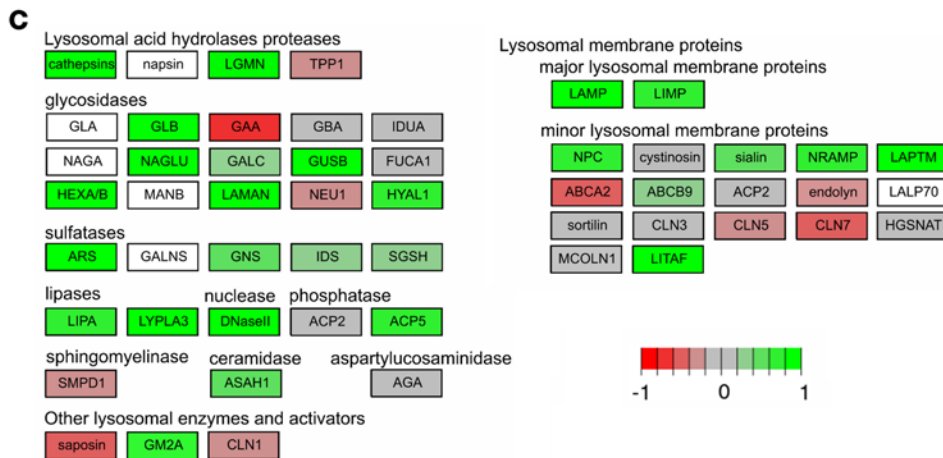 c
Lysosomal acid hydrolases proteases
cathepsins napsin LGMN TPP1
glycosidases
GLA GLB GAA GBA IDUA
NAGA NAGLU GALC GUSB FUCA1
HEXA/B MANB LAMAN NEU1 HYAL1
sulfatases
ARS GALNS GNS IDS SGSH
lipases nuclease phosphatase
LIPA LYPLA3 DNaseII ACP2 ACP5
sphingomyelinase ceramidase aspartylucosaminidase
SMPD1 ASAH1 AGA
Other lysosomal enzymes and activators
saposin GM2A CLN1
Lysosomal membrane proteins
major lysosomal membrane proteins
LAMP LIMP
minor lysosomal membrane proteins
NPC cystinosin sialin NRAMP LAPTM
ABCA2 ABCB9 ACP2 endolyn LALP70
sortilin CLN3 CLN5 CLN7 HGSNAT
MCOLN1 LITAF
-1 0 1